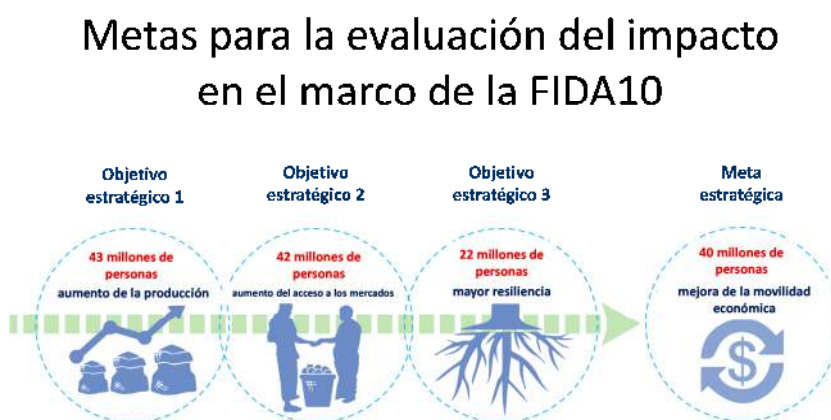 Metas para la evaluación del impacto
en el marco de la FIDA10
Objetivo
estratégico 1
Objetivo
estratégico 2
Objetivo
estratégico 3
Meta
estratégica
43 millones de
personas
aumento de la producción
42 millones de
personas
aumento del acceso a los mercados
22 millones de
personas
mayor resiliencia
40 millones de
personas
mejora de la movilidad
económica
$